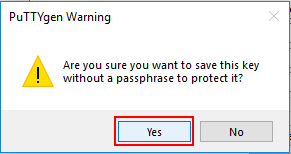 PuTTYgen Warning
Are you sure you want to save this key
without a passphrase to protect it?
Yes
No